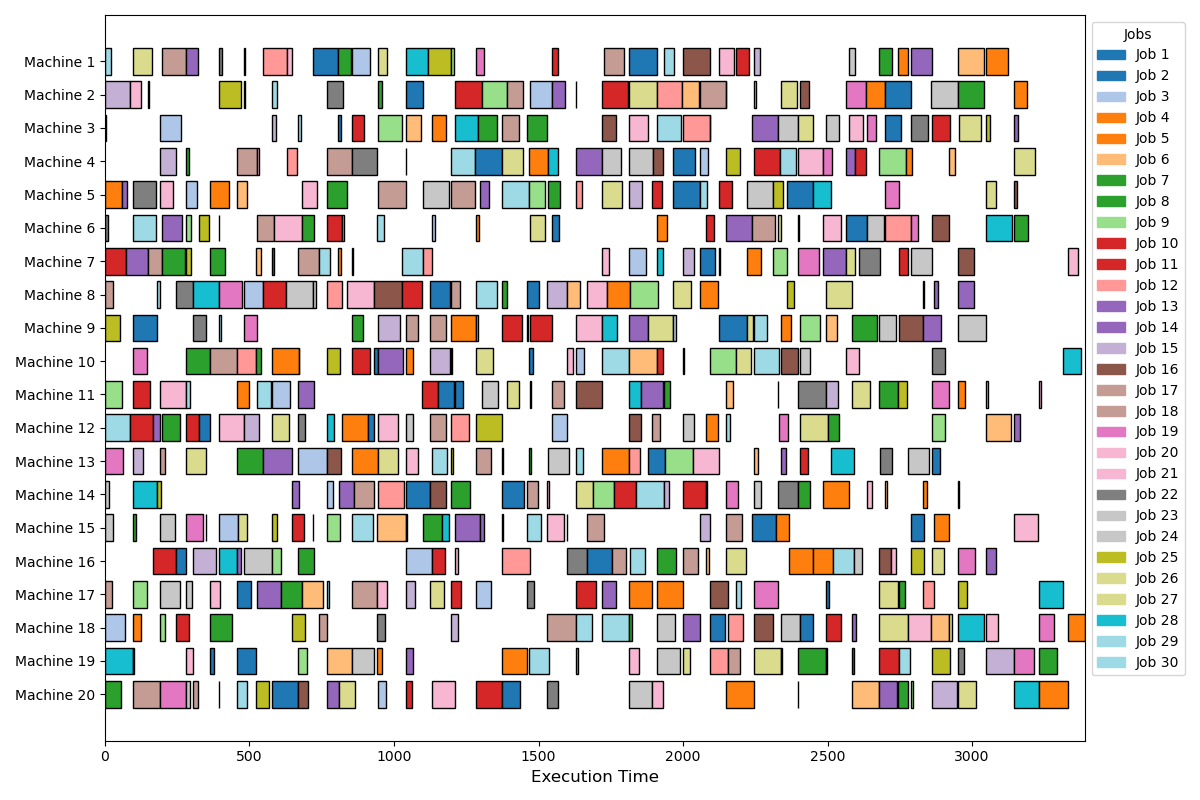 Machine 1
Machine 2
Machine 3
Machine 4
Machine 5
Machine 6
Machine 7
Machine 8
Machine 9
Machine 10
Machine 11
Machine 12
Machine 13
Machine 14
Machine 15
Machine 16
Machine 17
Machine 18
Machine 19
Machine 20
0 500 1000 1500 2000 2500 3000
Execution Time
Jobs
Job 1
Job 2
Job 3
Job 4
Job 5
Job 6
Job 7
Job 8
Job 9
Job 10
Job 11
Job 12
Job 13
Job 14
Job 15
Job 16
Job 17
Job 18
Job 19
Job 20
Job 21
Job 22
Job 23
Job 24
Job 25
Job 26
Job 27
Job 28
Job 29
Job 30